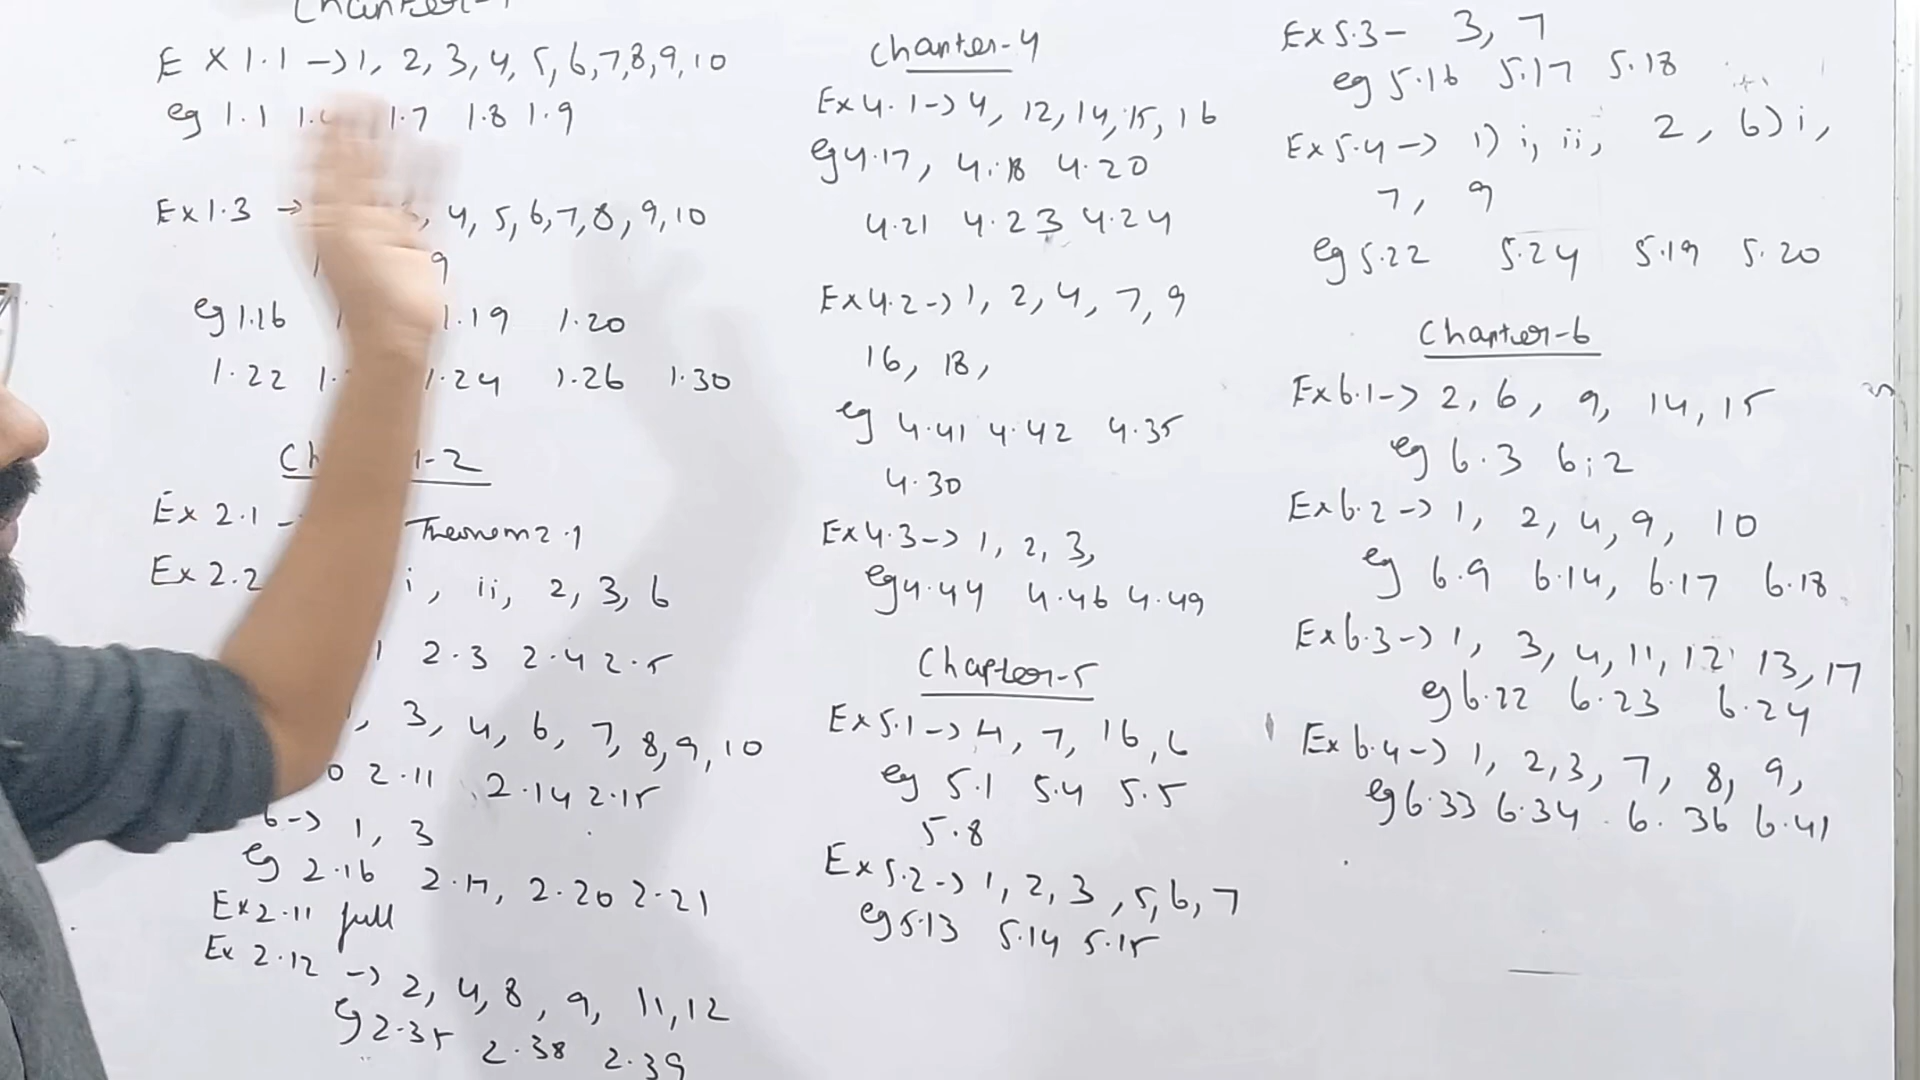 Chapter-1
EX 1.1 -> 1, 2, 3, 4, 5, 6, 7, 8, 9, 10
eg 1.1 1.7 1.8 1.9
Ex 1.3 -> 4, 5, 6, 7, 8, 9, 10
9
eg 1.16 1.19 1.20
1.22 1.24 1.26 1.30
Ex 2.1 Theorem 2.1
Ex 2.2 i, ii, 2, 3, 6
2.3 2.4 2.5
3, 4, 6, 7, 8, 9, 10
2.11 2.14 2.15
-> 1, 3
eg 2.16 2.17, 2.20 2.21
Ex 2.11 full
Ex 2.12 -> 2, 4, 8, 9, 11, 12
eg 2.35 2.38 2.39
Chapter-4
Ex 4.1 -> 4, 12, 14, 15, 16
eg 4.17, 4.18 4.20
4.21 4.23 4.24
Ex 4.2 -> 1, 2, 4, 7, 9
16, 18,
eg 4.41 4.42 4.35
4.30
Ex 4.3 -> 1, 2, 3,
eg 4.44 4.46 4.49
Chapter-5
Ex 5.1 -> 4, 7, 16, 6
eg 5.1 5.4 5.5
5.8
Ex 5.2 -> 1, 2, 3, 5, 6, 7
eg 5.13 5.14 5.15
Ex 5.3 - 3, 7
eg 5.16 5.17 5.18
Ex 5.4 -> 1) i, ii, 2, 6) i,
7, 9
eg 5.22 5.24 5.19 5.20
Chapter-6
Ex 6.1 -> 2, 6, 9, 14, 15
eg 6.3 6.2
Ex 6.2 -> 1, 2, 4, 9, 10
eg 6.9 6.14, 6.17 6.18
Ex 6.3 -> 1, 3, 4, 11, 12 13, 17
eg 6.22 6.23 6.24
Ex 6.4 -> 1, 2, 3, 7, 8, 9,
eg 6.33 6.34 6.36 6.41